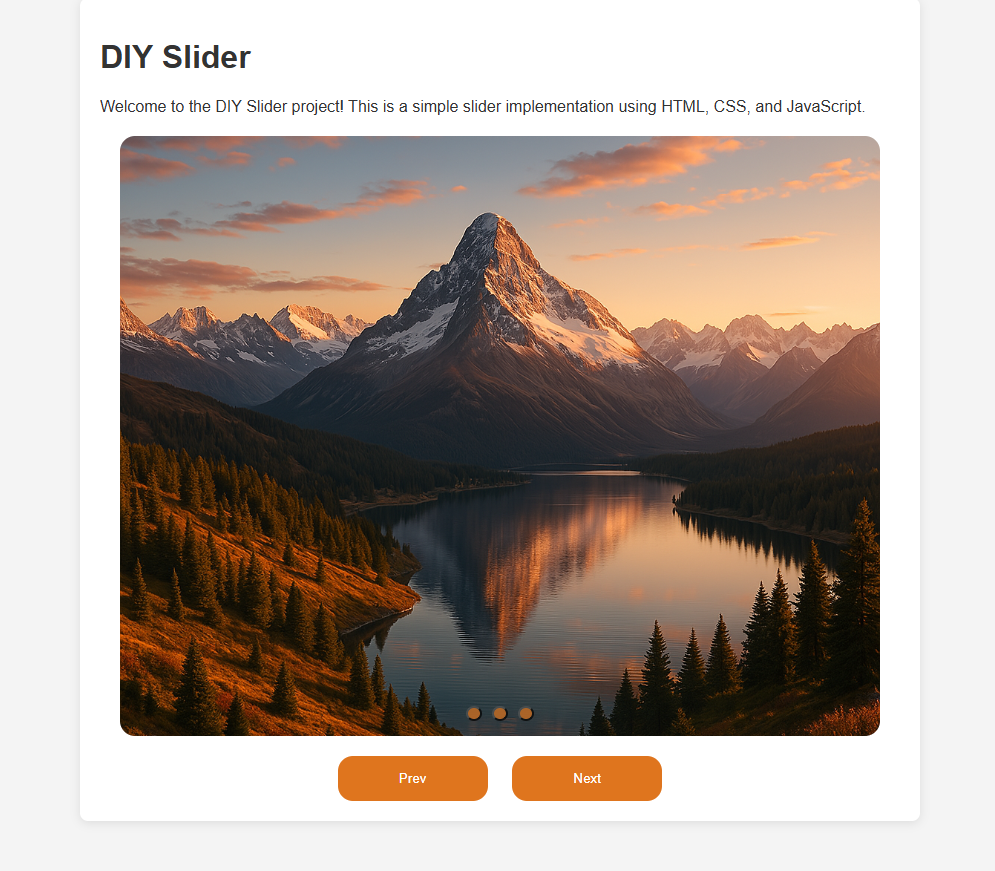 DIY Slider
Welcome to the DIY Slider project! This is a simple slider implementation using HTML, CSS, and JavaScript.
Prev
Next